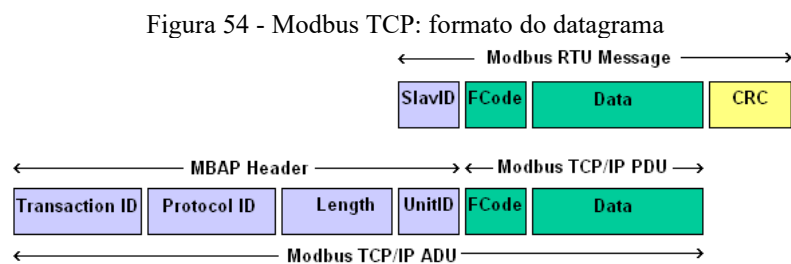 Figura 54 - Modbus TCP: formato do datagrama
Modbus RTU Message
SlavID FCode Data CRC
MBAP Header Modbus TCP/IP PDU
Transaction ID Protocol ID Length UnitID FCode Data
Modbus TCP/IP ADU